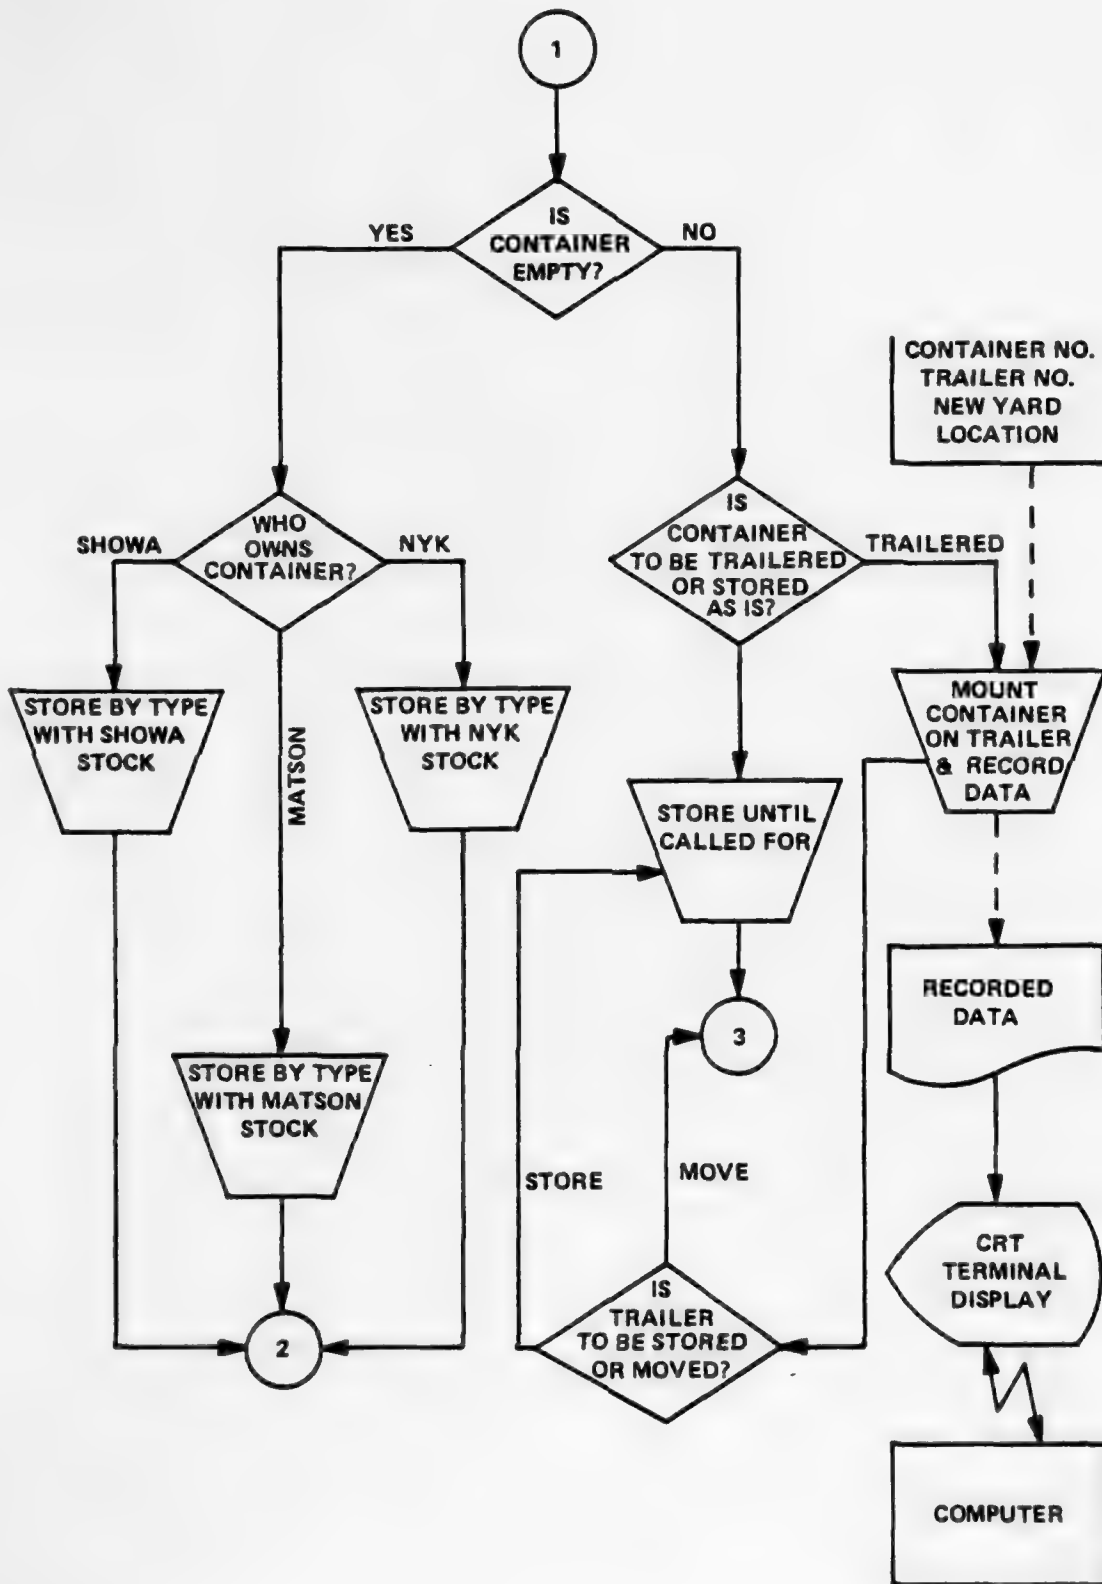 1
IS
CONTAINER
EMPTY?
YES
NO
CONTAINER NO.
TRAILER NO.
NEW YARD
LOCATION
WHO
OWNS
CONTAINER?
SHOWA
NYK
MATSON
IS
CONTAINER
TO BE TRAILERED
OR STORED
AS IS?
TRAILERED
STORE BY TYPE
WITH SHOWA
STOCK
STORE BY TYPE
WITH NYK
STOCK
MOUNT
CONTAINER
ON TRAILER
& RECORD
DATA
STORE UNTIL
CALLED FOR
RECORDED
DATA
3
STORE BY TYPE
WITH MATSON
STOCK
STORE
MOVE
CRT
TERMINAL
DISPLAY
2
IS
TRAILER
TO BE STORED
OR MOVED?
COMPUTER